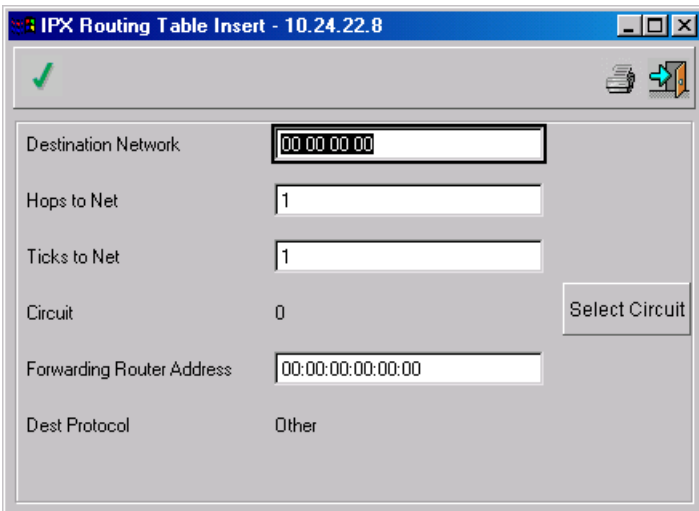 IPX Routing Table Insert - 10.24.22.8
Destination Network 00 00 00 00
Hops to Net 1
Ticks to Net 1
Circuit 0 Select Circuit
Forwarding Router Address 00:00:00:00:00:00
Dest Protocol Other